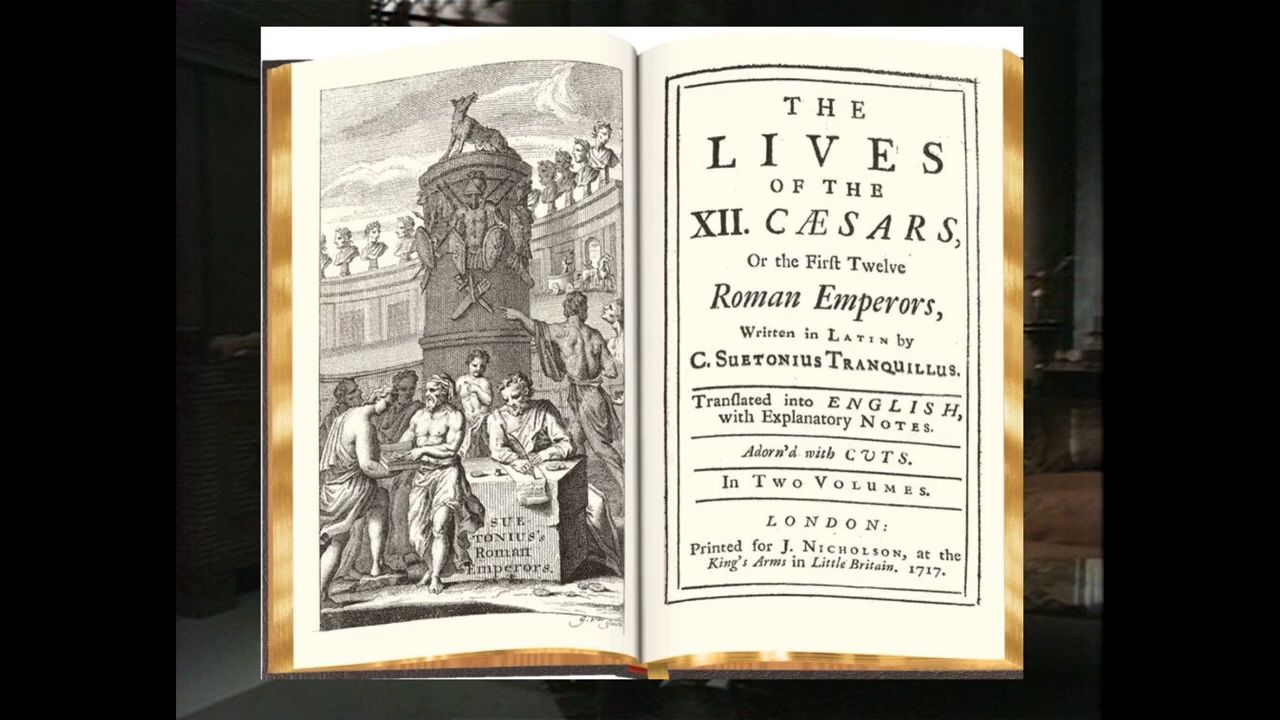 SUE
TONIUS's
Roman
Emperors.
THE
LIVES
OF THE
XII. CÆSARS,
Or the Firſt Twelve
Roman Emperors,
Written in LATIN by
C. SUETONIUS TRANQUILLUS.
Tranſlated into ENGLISH,
with Explanatory NOTES.
Adorn'd with CUTS.
In TWO VOLUMES.
LONDON:
Printed for J. NICHOLSON, at the
King's Arms in Little Britain. 1717.